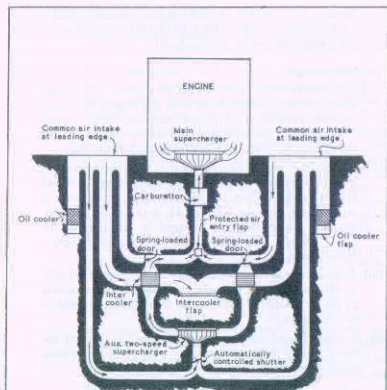 ENGINE
Common air intake
at leading edge
Main
supercharger
Common air intake
at leading edge
Carburettor
Oil cooler
Protected air
entry flap
Oil cooler
flap
Spring-loaded
door
Spring-loaded
door
Inter
cooler
Intercooler
flap
Aux. two-speed
supercharger
Automatically
controlled shutter